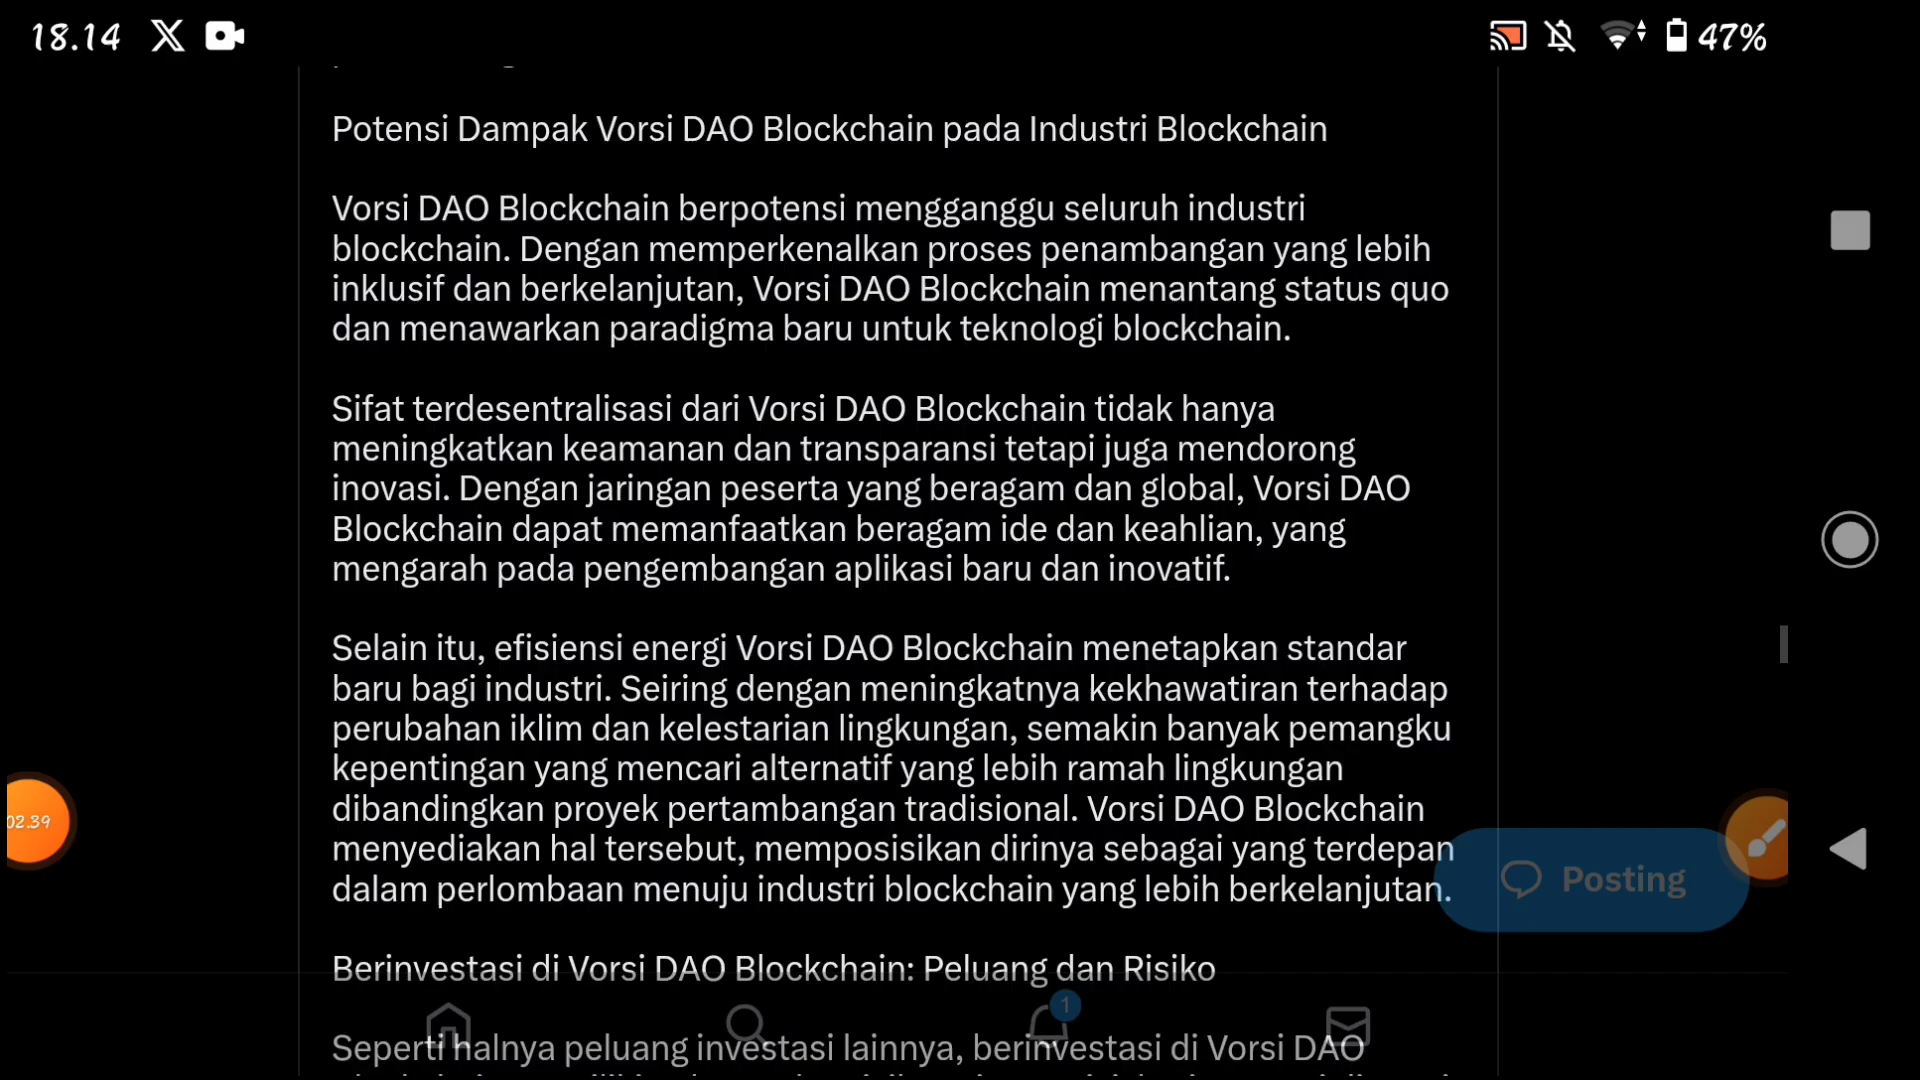 18.14
47%
Potensi Dampak Vorsi DAO Blockchain pada Industri Blockchain
Vorsi DAO Blockchain berpotensi mengganggu seluruh industri
blockchain. Dengan memperkenalkan proses penambangan yang lebih
inklusif dan berkelanjutan, Vorsi DAO Blockchain menantang status quo
dan menawarkan paradigma baru untuk teknologi blockchain.
Sifat terdesentralisasi dari Vorsi DAO Blockchain tidak hanya
meningkatkan keamanan dan transparansi tetapi juga mendorong
inovasi. Dengan jaringan peserta yang beragam dan global, Vorsi DAO
Blockchain dapat memanfaatkan beragam ide dan keahlian, yang
mengarah pada pengembangan aplikasi baru dan inovatif.
Selain itu, efisiensi energi Vorsi DAO Blockchain menetapkan standar
baru bagi industri. Seiring dengan meningkatnya kekhawatiran terhadap
perubahan iklim dan kelestarian lingkungan, semakin banyak pemangku
kepentingan yang mencari alternatif yang lebih ramah lingkungan
dibandingkan proyek pertambangan tradisional. Vorsi DAO Blockchain
menyediakan hal tersebut, memposisikan dirinya sebagai yang terdepan
dalam perlombaan menuju industri blockchain yang lebih berkelanjutan.
02.39
Posting
Berinvestasi di Vorsi DAO Blockchain: Peluang dan Risiko
1
Seperti halnya peluang investasi lainnya, berinvestasi di Vorsi DAO